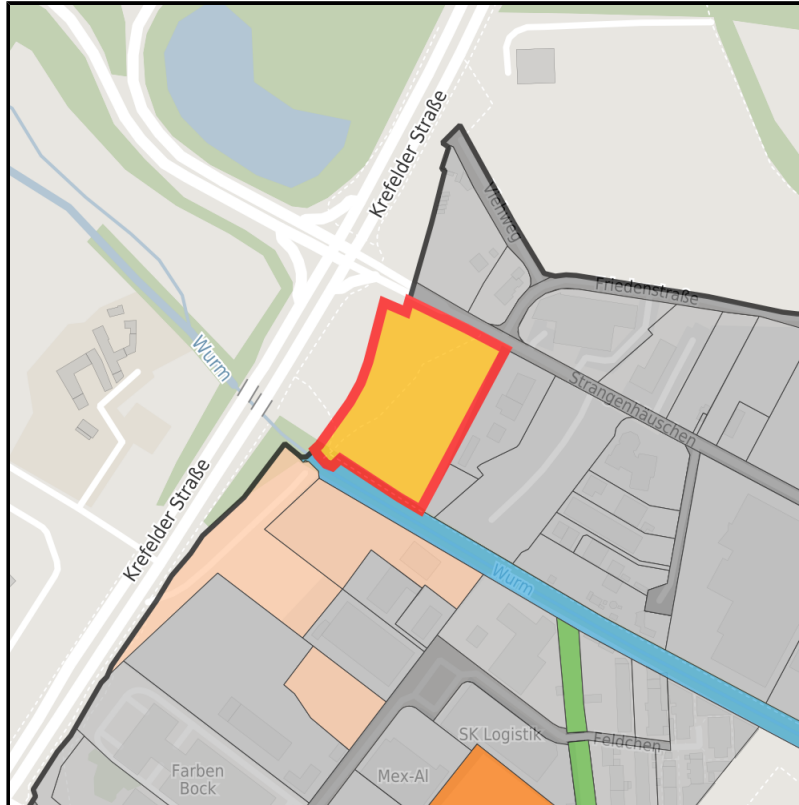 Krefelder Straße
Viehweg
Friedenstraße
Wurm
Strangenhäuschen
Krefelder Straße
Wurm
SK Logistik
Feldchen
Farben
Bock
Mex-Al